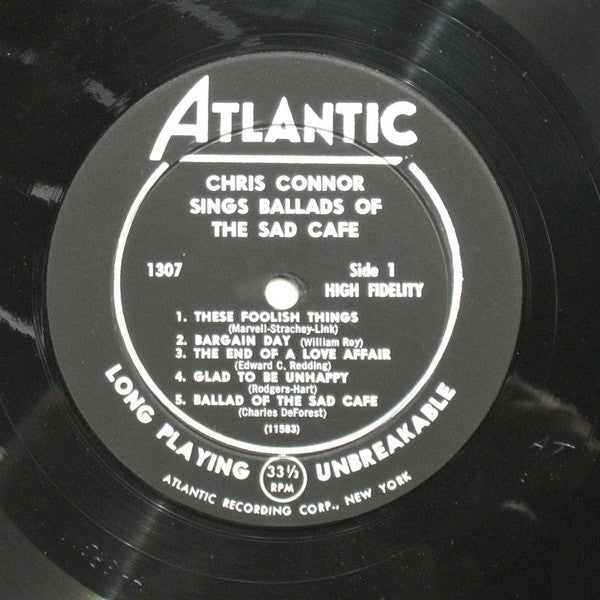 ATLANTIC
CHRIS CONNOR
SINGS BALLADS OF
THE SAD CAFE
1307 Side 1
HIGH FIDELITY
1. THESE FOOLISH THINGS
(Marvell-Strachey-Link)
2. BARGAIN DAY (William Roy)
3. THE END OF A LOVE AFFAIR
(Edward C. Redding)
4. GLAD TO BE UNHAPPY
(Rodgers-Hart)
5. BALLAD OF THE SAD CAFE
(Charles DeForest)
(11583)
LONG PLAYING 33⅓ RPM UNBREAKABLE
ATLANTIC RECORDING CORP., NEW YORK